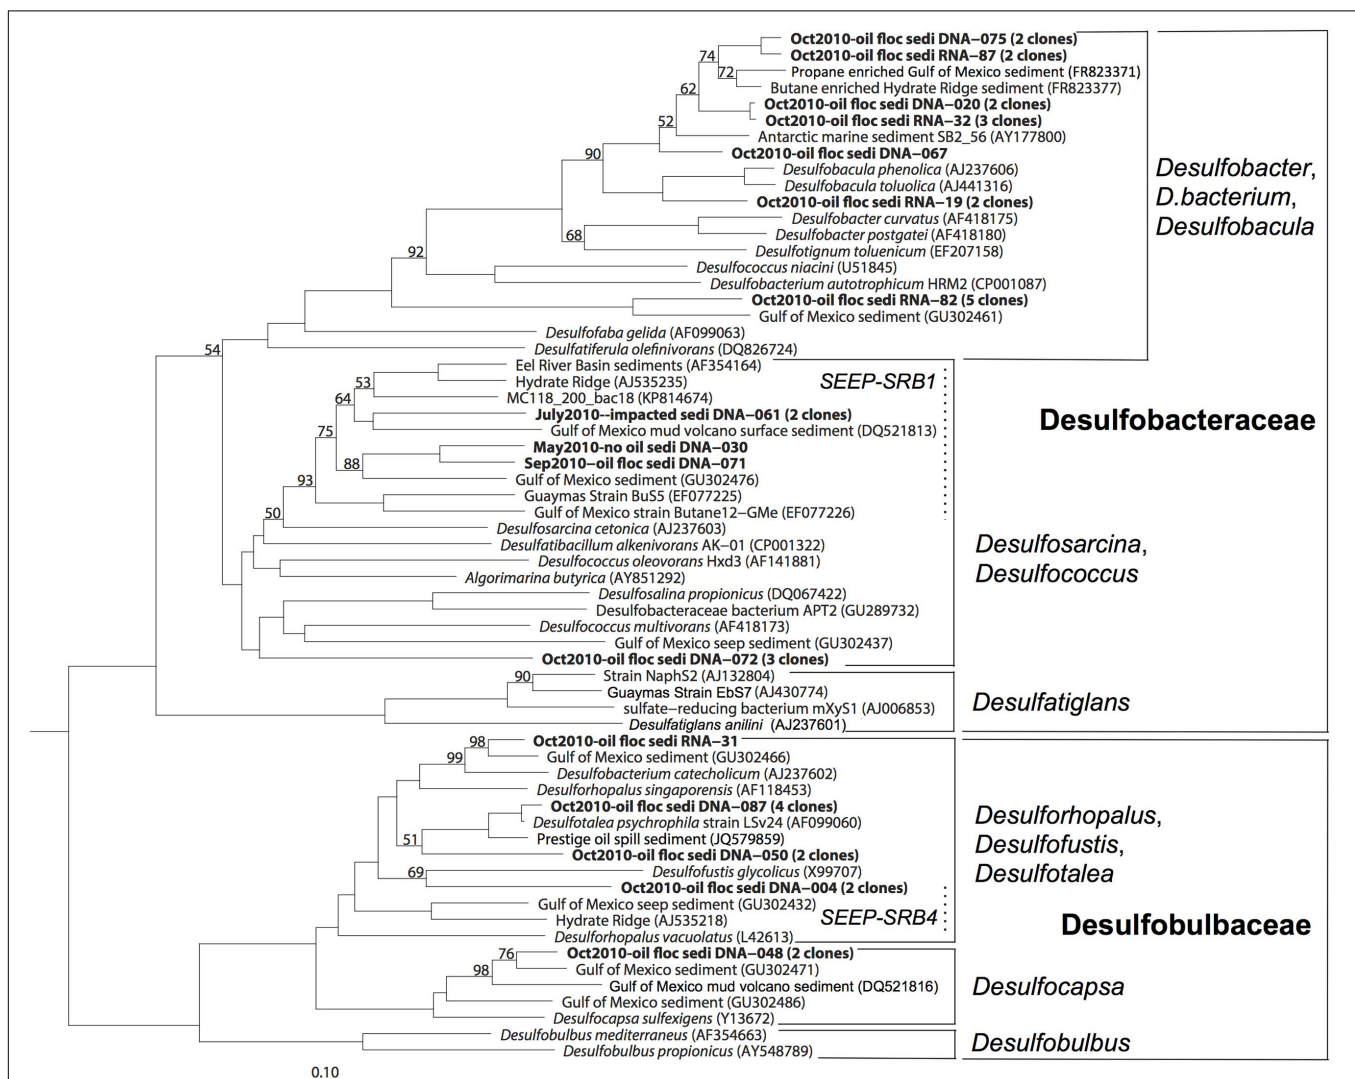 Oct2010-oil floc sedi DNA−075 (2 clones)
74
Oct2010-oil floc sedi RNA−87 (2 clones)
72
Propane enriched Gulf of Mexico sediment (FR823371)
62
Butane enriched Hydrate Ridge sediment (FR823377)
Oct2010-oil floc sedi DNA−020 (2 clones)
52
Oct2010-oil floc sedi RNA−32 (3 clones)
Antarctic marine sediment SB2_56 (AY177800)
90
Oct2010-oil floc sedi DNA−067
Desulfobacula phenolica (AJ237606)
Desulfobacula toluolica (AJ441316)
Oct2010-oil floc sedi RNA−19 (2 clones)
Desulfobacter curvatus (AF418175)
68
Desulfobacter postgatei (AF418180)
Desulfotignum toluenicum (EF207158)
92
Desulfococcus niacini (U51845)
Desulfobacterium autotrophicum HRM2 (CP001087)
Oct2010-oil floc sedi RNA−82 (5 clones)
Gulf of Mexico sediment (GU302461)
Desulfofaba gelida (AF099063)
54
Desulfatiferula olefinivorans (DQ826724)
Desulfobacter,
D.bacterium,
Desulfobacula
Eel River Basin sediments (AF354164)
53
Hydrate Ridge (AJ535235)
SEEP-SRB1
64
MC118_200_bac18 (KP814674)
July2010--impacted sedi DNA−061 (2 clones)
75
Gulf of Mexico mud volcano surface sediment (DQ521813)
May2010-no oil sedi DNA−030
88
Sep2010−oil floc sedi DNA−071
93
Gulf of Mexico sediment (GU302476)
Guaymas Strain BuS5 (EF077225)
50
Gulf of Mexico strain Butane12−GMe (EF077226)
Desulfosarcina cetonica (AJ237603)
Desulfatibacillum alkenivorans AK−01 (CP001322)
Desulfococcus oleovorans Hxd3 (AF141881)
Algorimarina butyrica (AY851292)
Desulfosalina propionicus (DQ067422)
Desulfobacteraceae bacterium APT2 (GU289732)
Desulfococcus multivorans (AF418173)
Gulf of Mexico seep sediment (GU302437)
Oct2010-oil floc sedi DNA−072 (3 clones)
Desulfobacteraceae
Desulfosarcina,
Desulfococcus
90
Strain NaphS2 (AJ132804)
Guaymas Strain EbS7 (AJ430774)
sulfate−reducing bacterium mXyS1 (AJ006853)
Desulfatiglans anilini (AJ237601)
Desulfatiglans
98
Oct2010-oil floc sedi RNA−31
99
Gulf of Mexico sediment (GU302466)
Desulfobacterium catecholicum (AJ237602)
Desulforhopalus singaporensis (AF118453)
Oct2010-oil floc sedi DNA−087 (4 clones)
Desulfotalea psychrophila strain LSv24 (AF099060)
51
Prestige oil spill sediment (JQ579859)
Oct2010-oil floc sedi DNA−050 (2 clones)
69
Desulfofustis glycolicus (X99707)
Oct2010-oil floc sedi DNA−004 (2 clones)
Gulf of Mexico seep sediment (GU302432)
SEEP-SRB4
Hydrate Ridge (AJ535218)
Desulforhopalus vacuolatus (L42613)
Desulforhopalus,
Desulfofustis,
Desulfotalea
Desulfobulbaceae
76
Oct2010-oil floc sedi DNA−048 (2 clones)
98
Gulf of Mexico sediment (GU302471)
Gulf of Mexico mud volcano sediment (DQ521816)
Gulf of Mexico sediment (GU302486)
Desulfocapsa sulfexigens (Y13672)
Desulfocapsa
Desulfobulbus mediterraneus (AF354663)
Desulfobulbus propionicus (AY548789)
Desulfobulbus
0.10